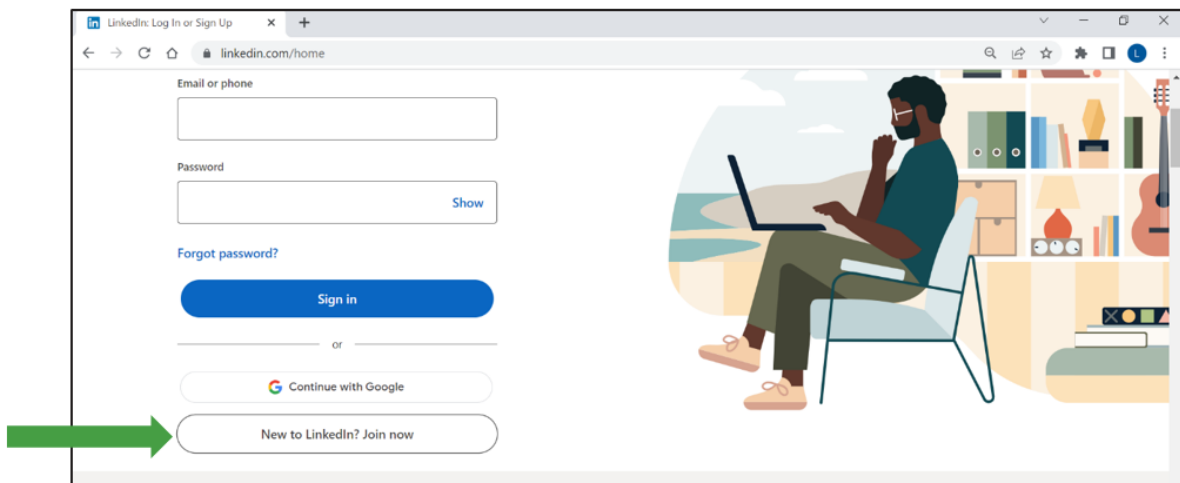 in LinkedIn: Log In or Sign Up
linkedin.com/home
L
Email or phone
Password
Show
Forgot password?
Sign in
or
G Continue with Google
New to LinkedIn? Join now